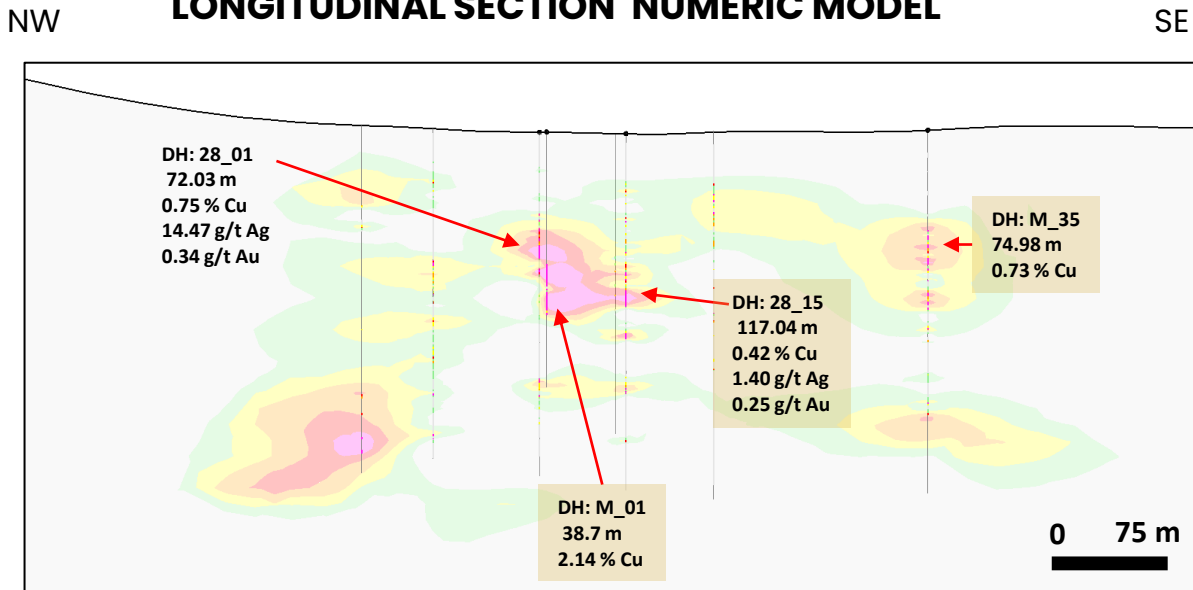 LONGITUDINAL SECTION NUMERIC MODEL
NW
SE
DH: 28_01
72.03 m
0.75 % Cu
14.47 g/t Ag
0.34 g/t Au
DH: M_35
74.98 m
0.73 % Cu
DH: 28_15
117.04 m
0.42 % Cu
1.40 g/t Ag
0.25 g/t Au
DH: M_01
38.7 m
2.14 % Cu
0 75 m